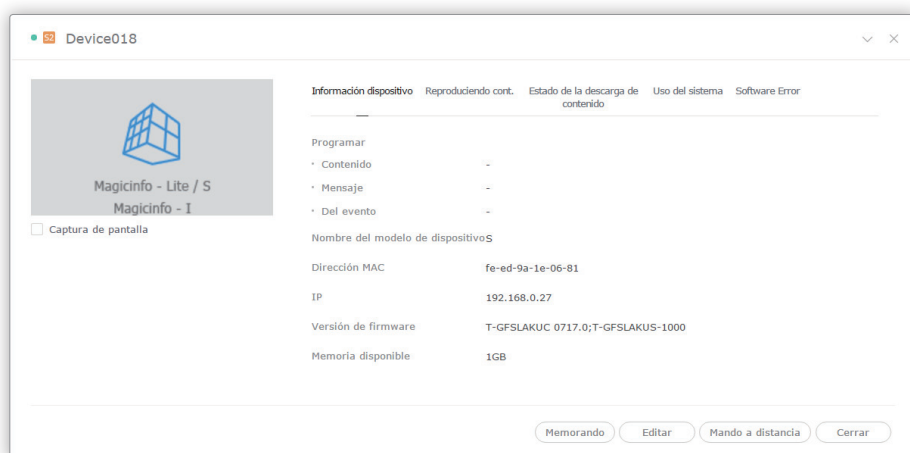 S2 Device018
Magicinfo - Lite / S
Magicinfo - I
Captura de pantalla
Información dispositivo Reproduciendo cont. Estado de la descarga de contenido Uso del sistema Software Error
Programar
· Contenido -
· Mensaje -
· Del evento -
Nombre del modelo de dispositivo S
Dirección MAC fe-ed-9a-1e-06-81
IP 192.168.0.27
Versión de firmware T-GFSLAKUC 0717.0;T-GFSLAKUS-1000
Memoria disponible 1GB
Memorando Editar Mando a distancia Cerrar